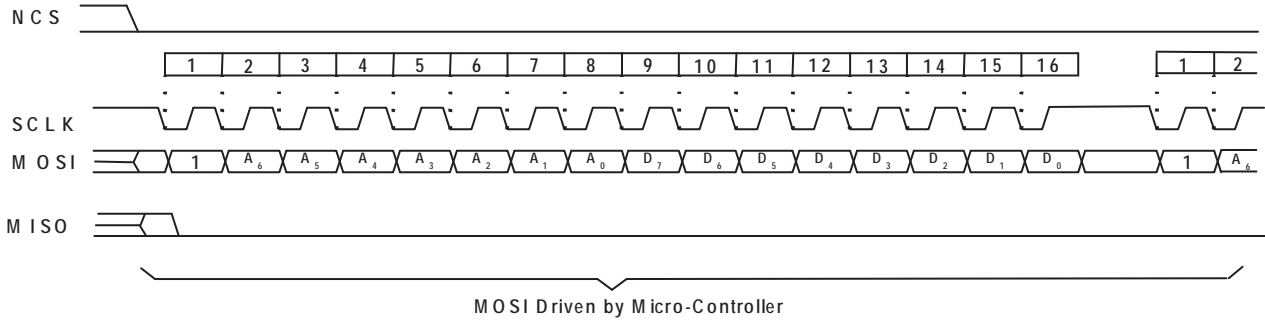 NCS
1 2 3 4 5 6 7 8 9 10 11 12 13 14 15 16 1 2
SCLK
MOSI 1 A₆ A₅ A₄ A₃ A₂ A₁ A₀ D₇ D₆ D₅ D₄ D₃ D₂ D₁ D₀ 1 A₆
MISO
MOSI Driven by Micro-Controller